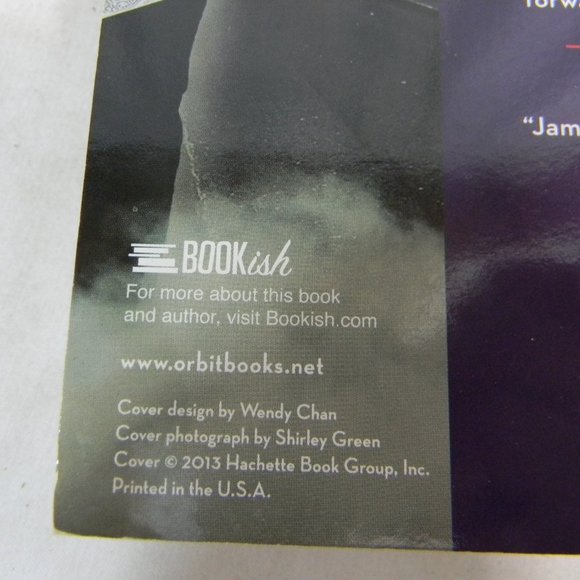 “Jam
BOOKish
For more about this book
and author, visit Bookish.com
www.orbitbooks.net
Cover design by Wendy Chan
Cover photograph by Shirley Green
Cover © 2013 Hachette Book Group, Inc.
Printed in the U.S.A.